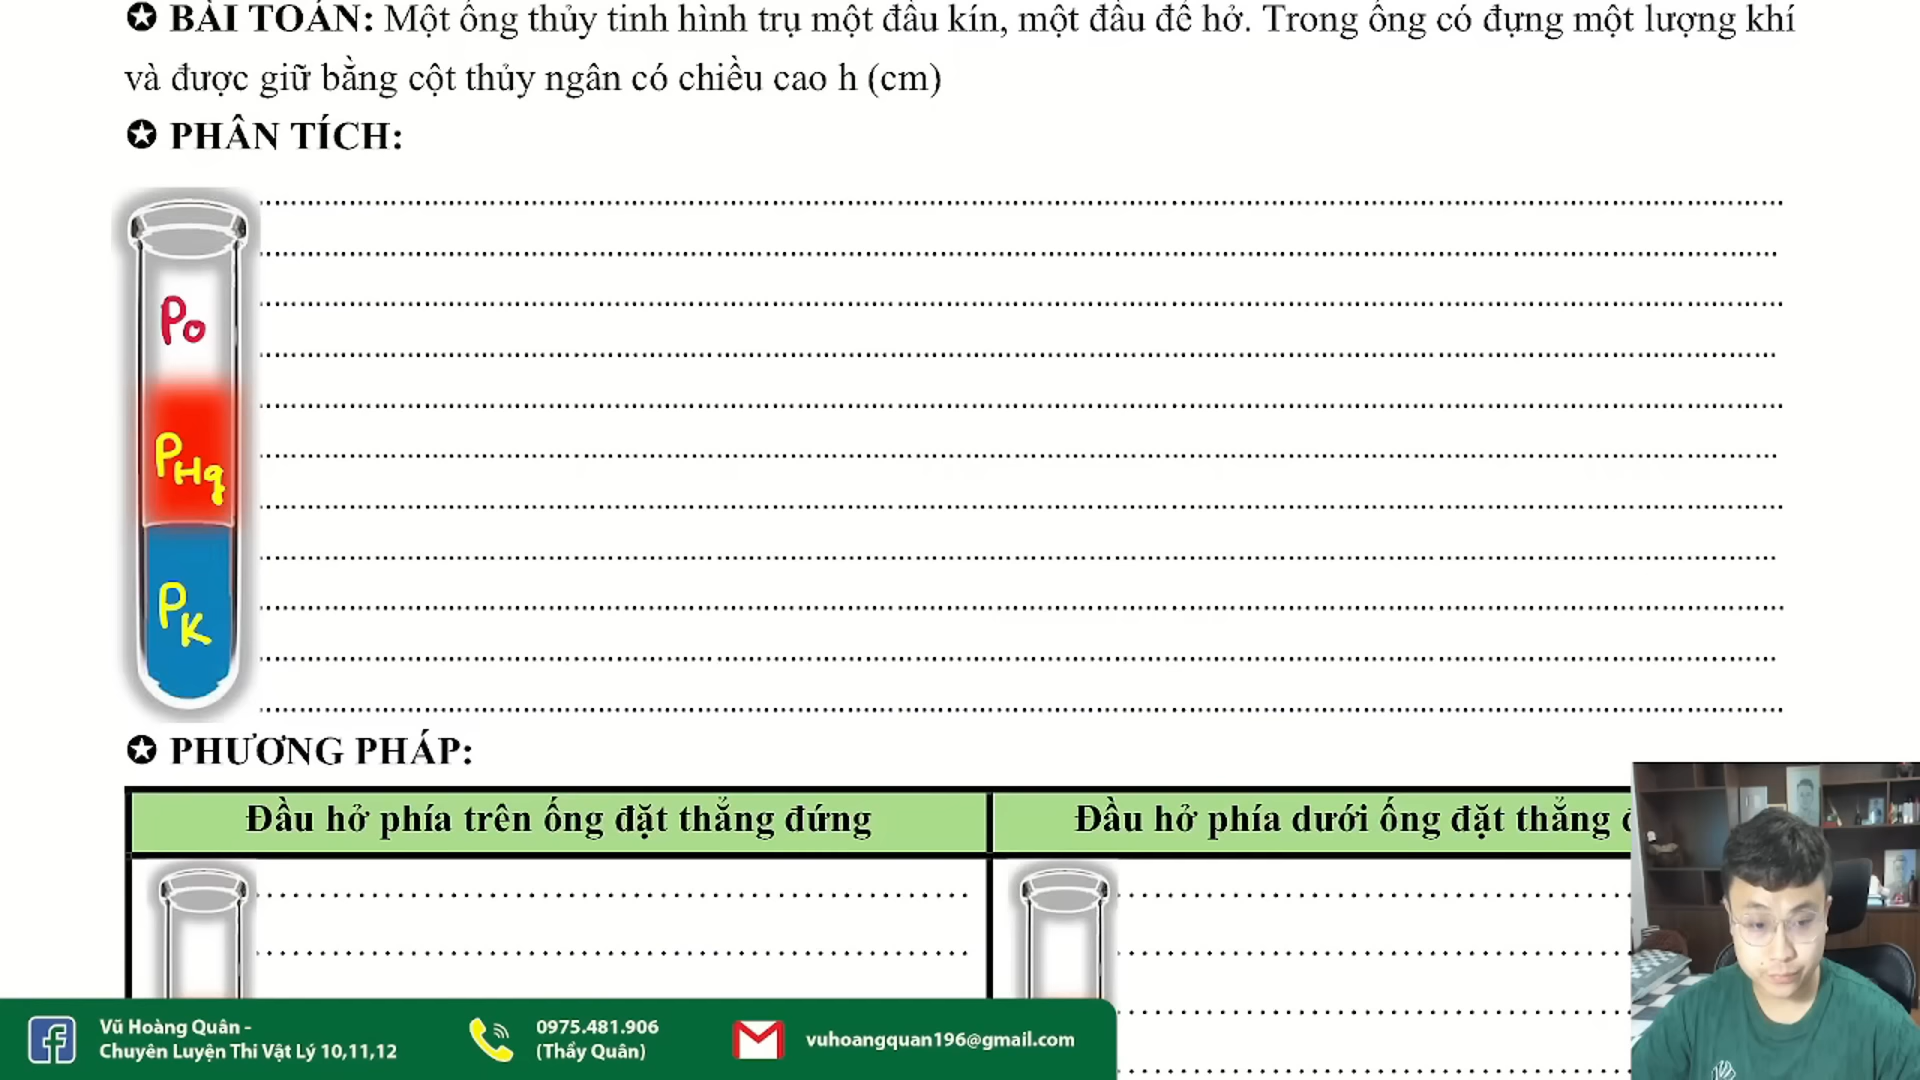 ✪ BÀI TOÁN: Một ống thủy tinh hình trụ một đầu kín, một đầu để hở. Trong ống có đựng một lượng khí
và được giữ bằng cột thủy ngân có chiều cao h (cm)
✪ PHÂN TÍCH:
Po
PHg
PK
✪ PHƯƠNG PHÁP:
Đầu hở phía trên ống đặt thẳng đứng
Đầu hở phía dưới ống đặt thẳng
Vũ Hoàng Quân -
Chuyên Luyện Thi Vật Lý 10,11,12
0975.481.906
(Thầy Quân)
vuhoangquan196@gmail.com